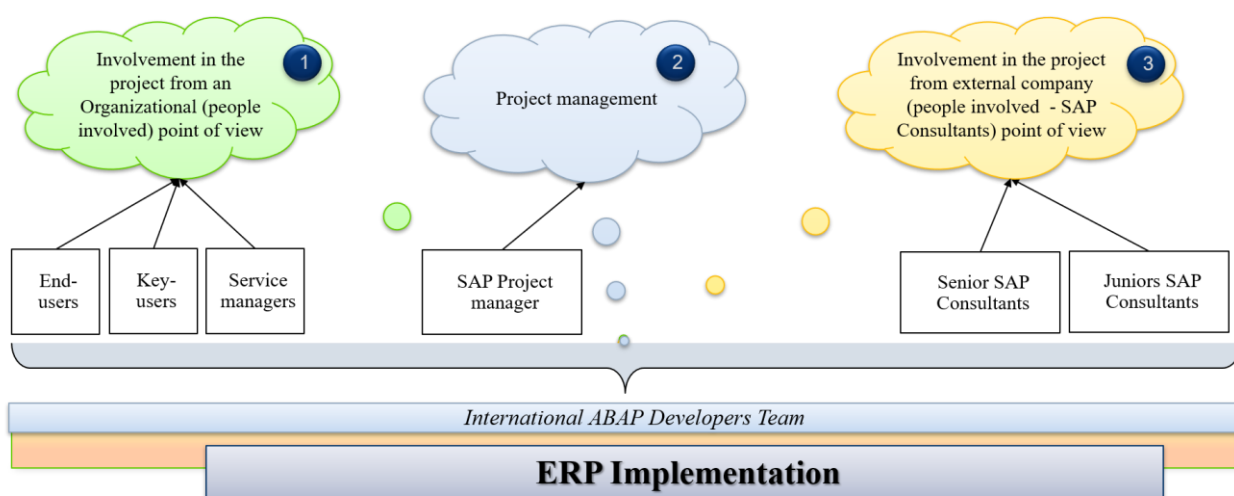 Involvement in the
project from an
Organizational (people
involved) point of view
1
Project management
2
Involvement in the project
from external company
(people involved  - SAP
Consultants) point of view
3
End-
users
Key-
users
Service
managers
SAP Project
manager
Senior SAP
Consultants
Juniors SAP
Consultants
International ABAP Developers Team
ERP Implementation